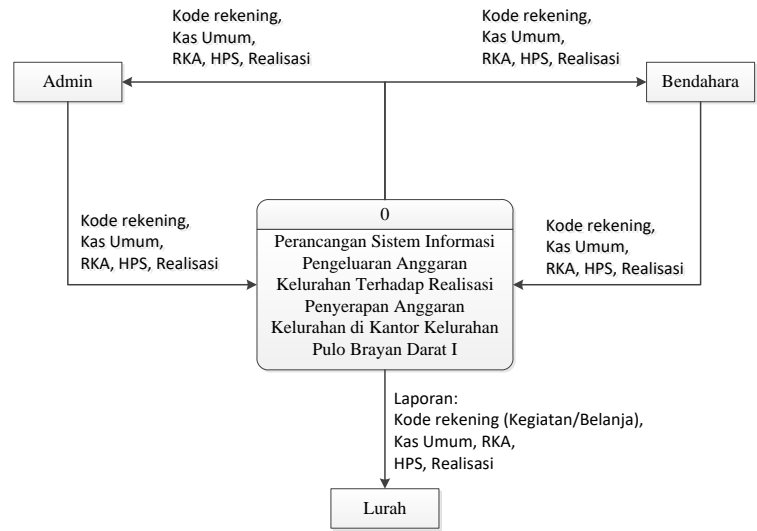 Kode rekening,
Kas Umum,
RKA, HPS, Realisasi
Kode rekening,
Kas Umum,
RKA, HPS, Realisasi
Admin
Bendahara
Kode rekening,
Kas Umum,
RKA, HPS, Realisasi
0
Perancangan Sistem Informasi
Pengeluaran Anggaran
Kelurahan Terhadap Realisasi
Penyerapan Anggaran
Kelurahan di Kantor Kelurahan
Pulo Brayan Darat I
Kode rekening,
Kas Umum,
RKA, HPS, Realisasi
Laporan:
Kode rekening (Kegiatan/Belanja),
Kas Umum, RKA,
HPS, Realisasi
Lurah